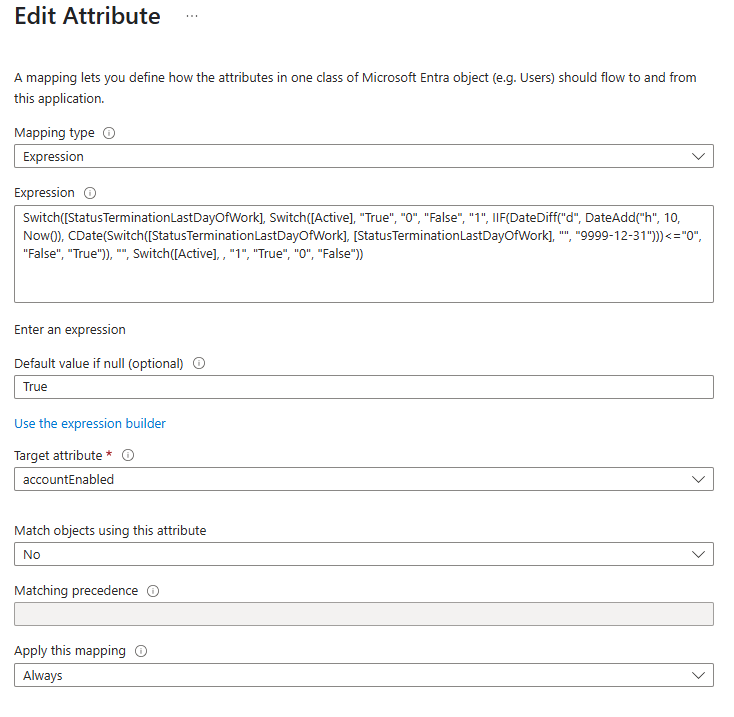 Edit Attribute ...
A mapping lets you define how the attributes in one class of Microsoft Entra object (e.g. Users) should flow to and from
this application.
Mapping type
Expression
Expression
Switch([StatusTerminationLastDayOfWork], Switch([Active], "True", "0", "False", "1", IIF(DateDiff("d", DateAdd("h", 10,
Now()), CDate(Switch([StatusTerminationLastDayOfWork], [StatusTerminationLastDayOfWork], "", "9999-12-31")))<="0",
"False", "True")), "", Switch([Active], , "1", "True", "0", "False"))
Enter an expression
Default value if null (optional)
True
Use the expression builder
Target attribute *
accountEnabled
Match objects using this attribute
No
Matching precedence
Apply this mapping
Always